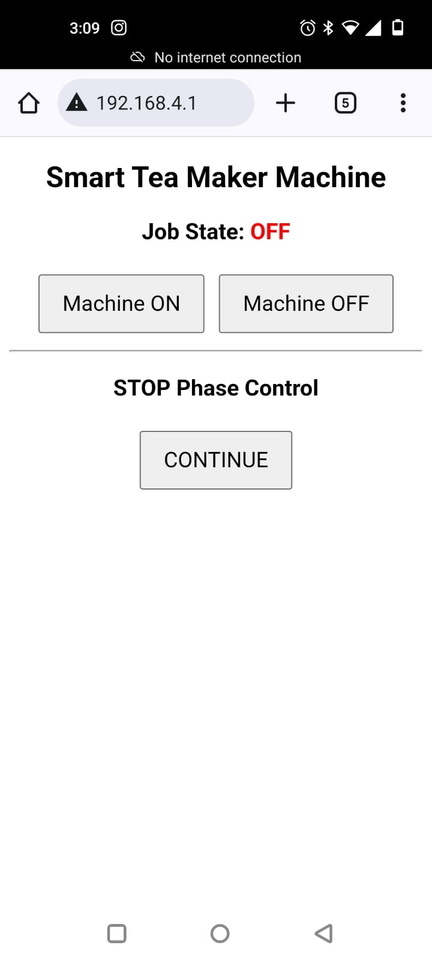 3:09
No internet connection
192.168.4.1
5
Smart Tea Maker Machine
Job State: OFF
Machine ON Machine OFF
STOP Phase Control
CONTINUE